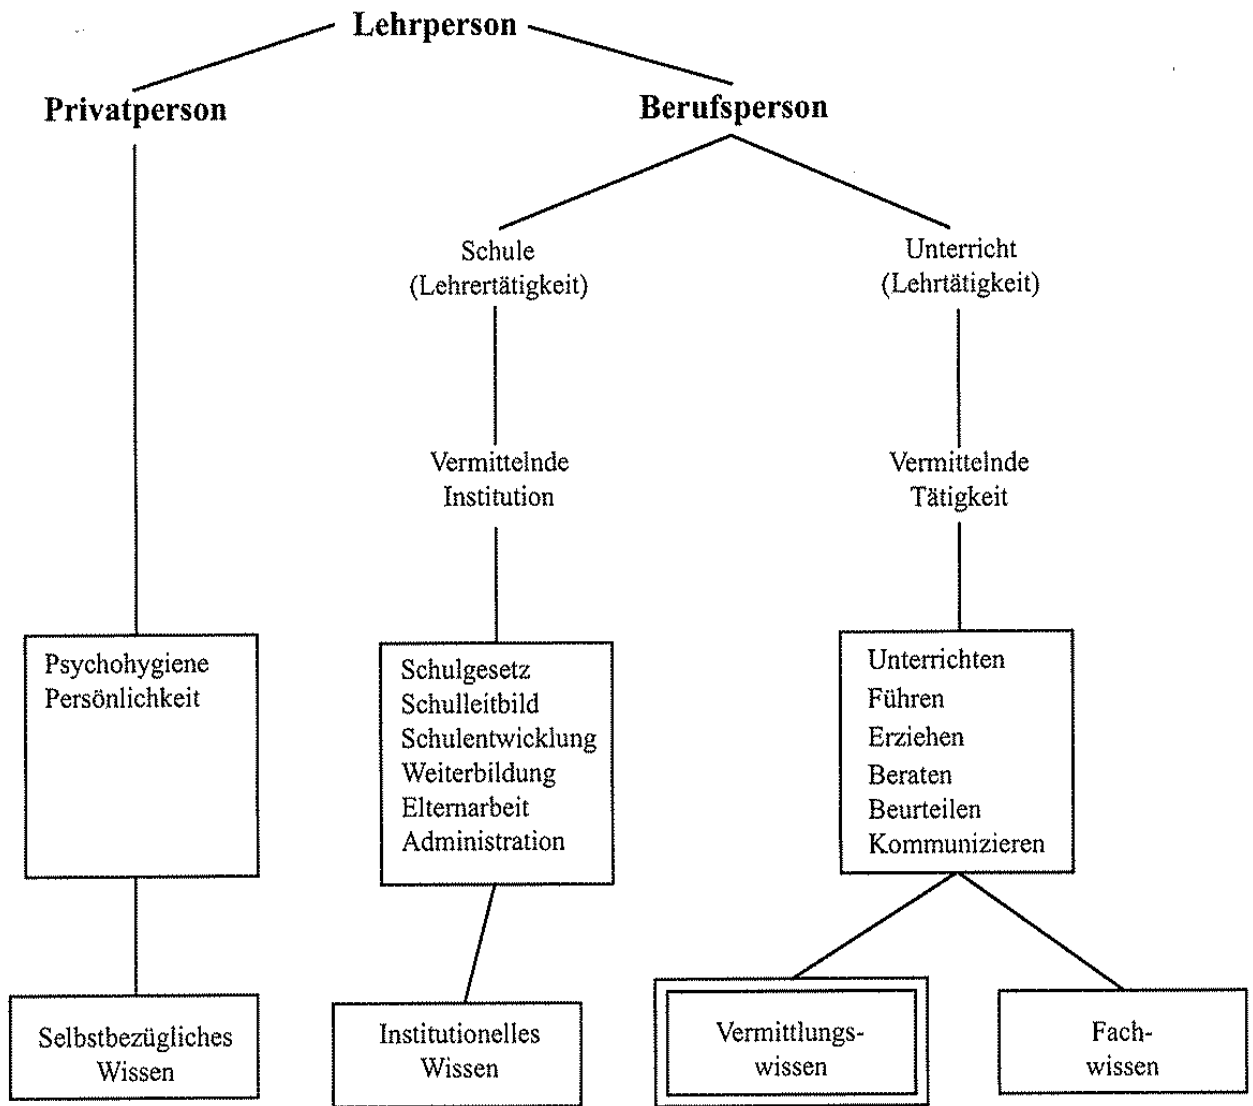 Lehrperson
Privatperson
Berufsperson
Schule
(Lehrertätigkeit)
Unterricht
(Lehrtätigkeit)
Vermittelnde
Institution
Vermittelnde
Tätigkeit
Psychohygiene
Persönlichkeit
Schulgesetz
Schulleitbild
Schulentwicklung
Weiterbildung
Elternarbeit
Administration
Unterrichten
Führen
Erziehen
Beraten
Beurteilen
Kommunizieren
Selbstbezügliches
Wissen
Institutionelles
Wissen
Vermittlungs-
wissen
Fach-
wissen